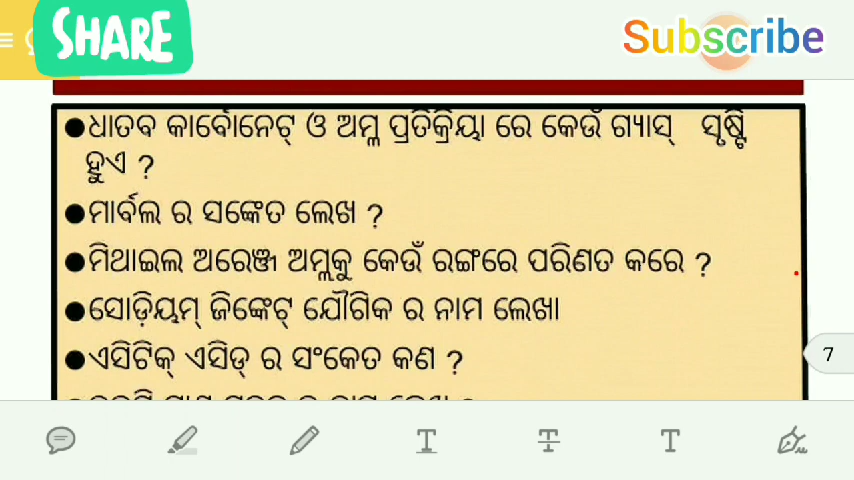 SHARE
Subscribe
●ଧାତବ କାର୍ବୋନେଟ୍ ଓ ଅମ୍ଳ ପ୍ରତିକ୍ରିୟା ରେ କେଉଁ ଗ୍ୟାସ୍ ସୃଷ୍ଟି
ହୁଏ ?
●ମାର୍ବଲ ର ସଙ୍କେତ ଲେଖ ?
●ମିଥାଇଲ ଅରେଞ୍ଜ ଅମ୍ଳକୁ କେଉଁ ରଙ୍ଗରେ ପରିଣତ କରେ ?
●ସୋଡ଼ିୟମ୍ ଜିଙ୍କେଟ୍ ଯୌଗିକ ର ନାମ ଲେଖା
●ଏସିଟିକ୍ ଏସିଡ୍ ର ସଂକେତ କଣ ?
7